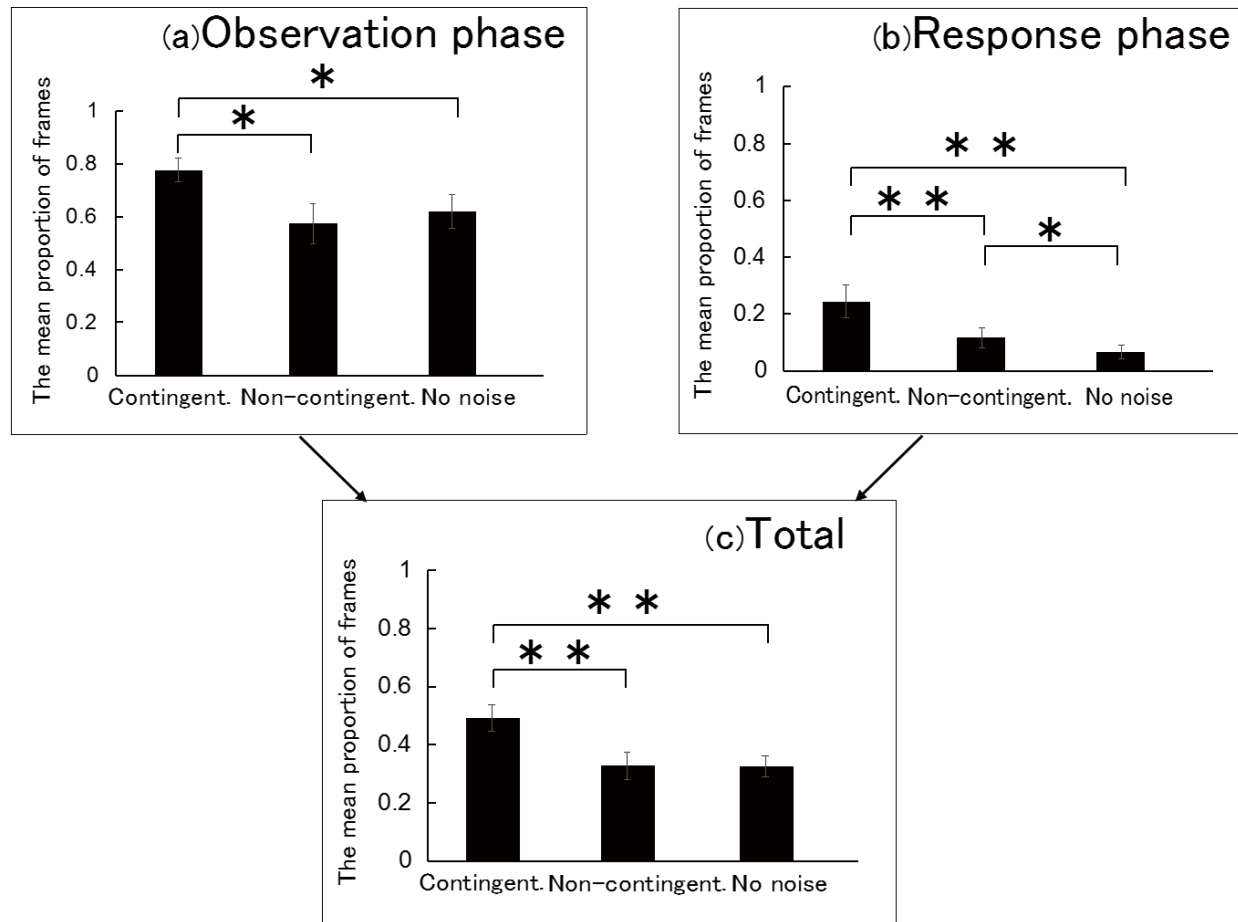 (a)Observation phase
The mean proportion of frames
1
0.8
0.6
0.4
0.2
0
*
*
Contingent. Non-contingent. No noise
(b)Response phase
The mean proportion of frames
1
0.8
0.6
0.4
0.2
0
* *
* *
*
Contingent. Non-contingent. No noise
(c)Total
The mean proportion of frames
1
0.8
0.6
0.4
0.2
0
* *
* *
Contingent. Non-contingent. No noise